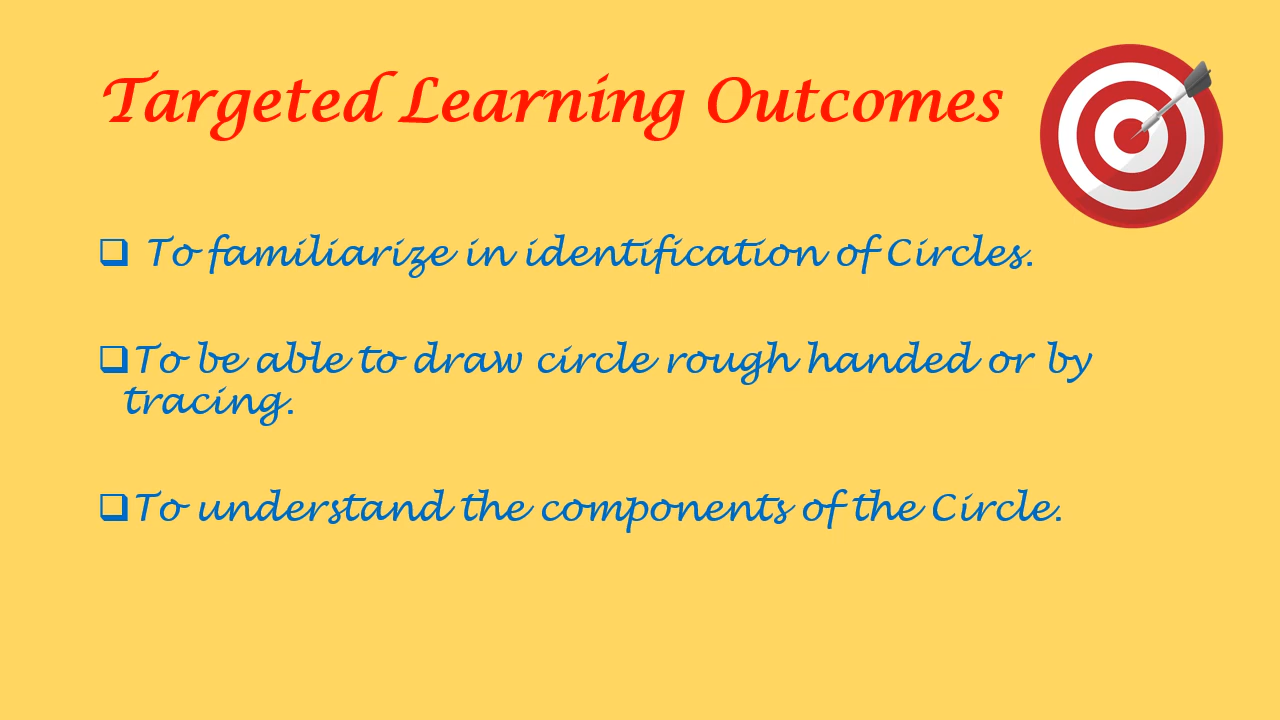 Targeted Learning Outcomes
❑ To familiarize in identification of Circles.
❑To be able to draw circle rough handed or by
tracing.
❑To understand the components of the Circle.